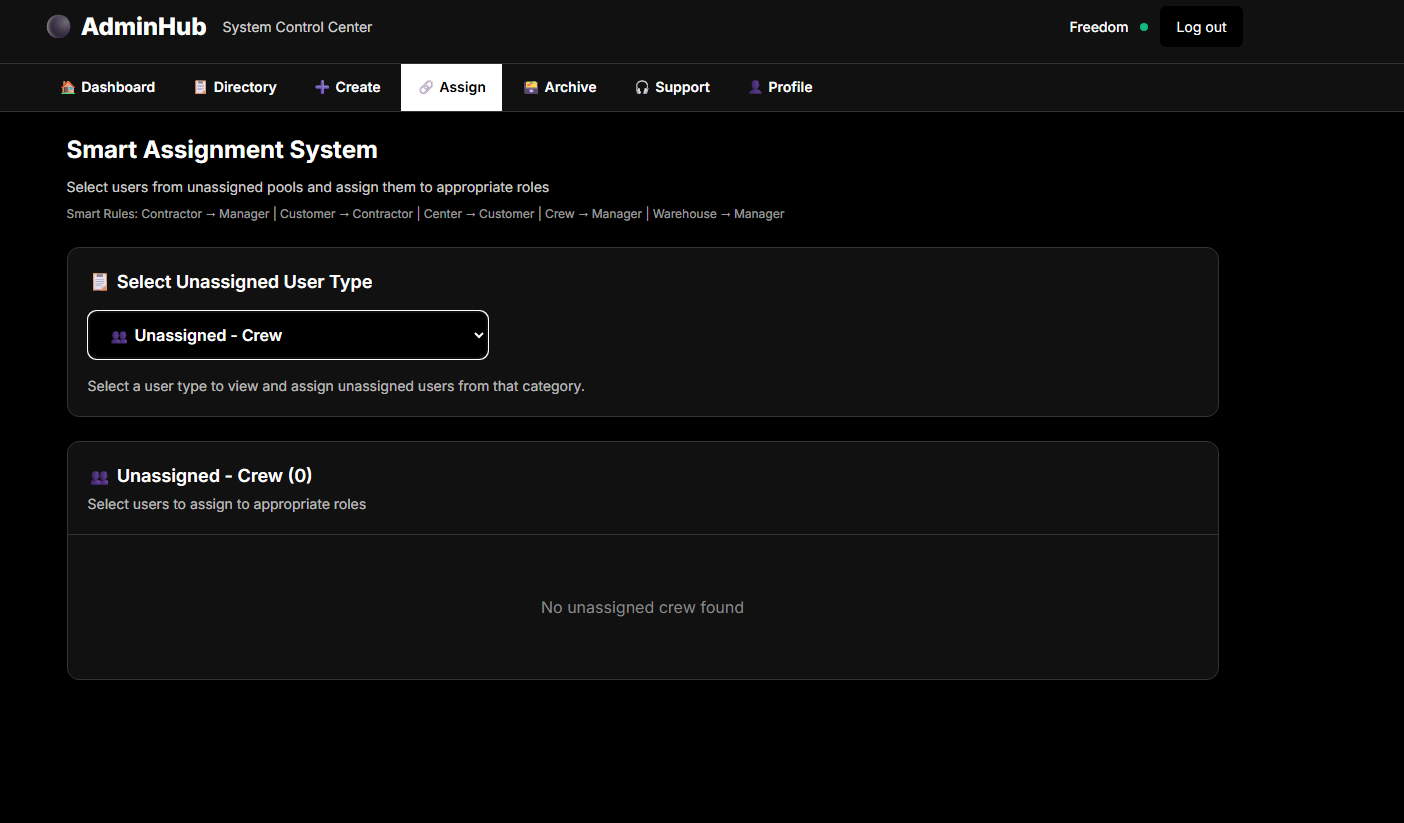 AdminHub System Control Center Freedom Log out
Dashboard Directory Create Assign Archive Support Profile
Smart Assignment System
Select users from unassigned pools and assign them to appropriate roles
Smart Rules: Contractor → Manager | Customer → Contractor | Center → Customer | Crew → Manager | Warehouse → Manager
Select Unassigned User Type
Unassigned - Crew
Select a user type to view and assign unassigned users from that category.
Unassigned - Crew (0)
Select users to assign to appropriate roles
No unassigned crew found